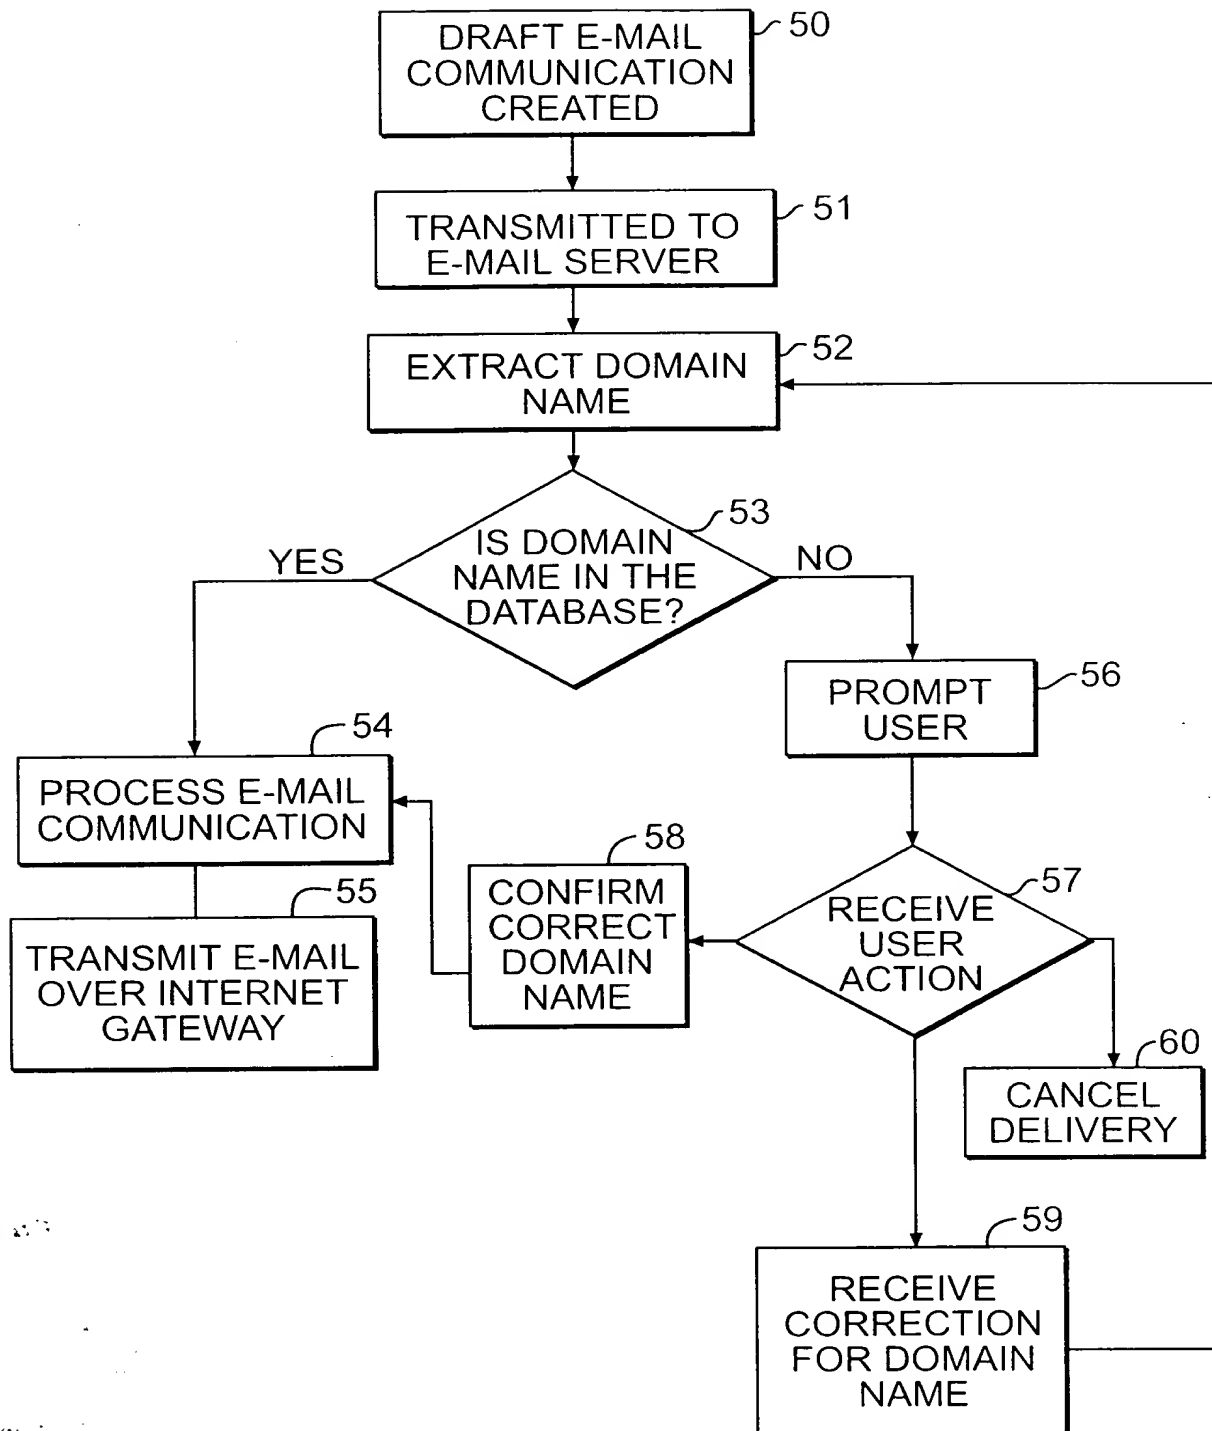 50
DRAFT E-MAIL
COMMUNICATION
CREATED
51
TRANSMITTED TO
E-MAIL SERVER
52
EXTRACT DOMAIN
NAME
53
IS DOMAIN
NAME IN THE
DATABASE?
YES
NO
56
PROMPT
USER
54
PROCESS E-MAIL
COMMUNICATION
55
TRANSMIT E-MAIL
OVER INTERNET
GATEWAY
58
CONFIRM
CORRECT
DOMAIN
NAME
57
RECEIVE
USER
ACTION
60
CANCEL
DELIVERY
59
RECEIVE
CORRECTION
FOR DOMAIN
NAME